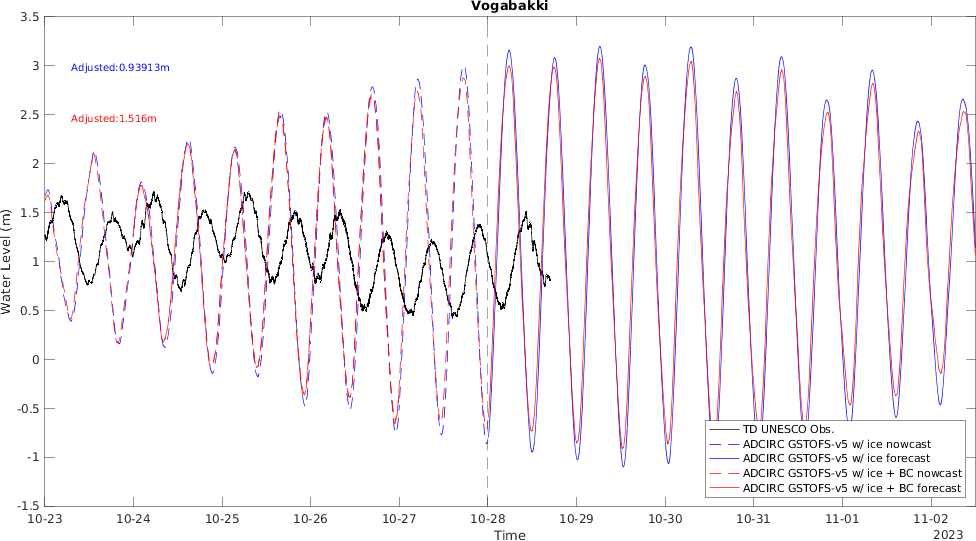 Vogabakki
3.5
3
2.5
2
1.5
1
0.5
0
-0.5
-1
-1.5
Water Level (m)
Adjusted:0.93913m
Adjusted:1.516m
TD UNESCO Obs.
ADCIRC GSTOFS-v5 w/ ice nowcast
ADCIRC GSTOFS-v5 w/ ice forecast
ADCIRC GSTOFS-v5 w/ ice + BC nowcast
ADCIRC GSTOFS-v5 w/ ice + BC forecast
10-23 10-24 10-25 10-26 10-27 10-28 10-29 10-30 10-31 11-01 11-02
Time
2023